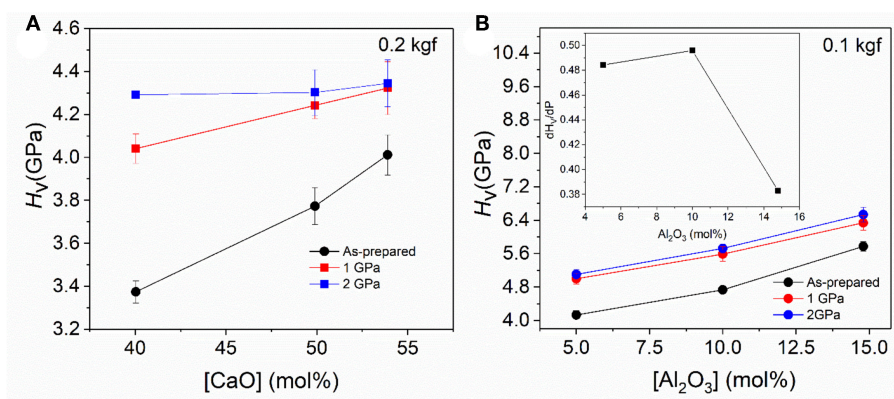 A
0.2 kgf
4.6
4.4
4.2
4.0
3.8
3.6
3.4
3.2
Hv(GPa)
As-prepared
1 GPa
2 GPa
40
45
50
55
[CaO] (mol%)
B
0.1 kgf
10.4
9.6
8.8
8.0
7.2
6.4
5.6
4.8
4.0
Hv(GPa)
0.50
0.48
0.46
0.44
0.42
0.40
0.38
dHv/dP
4
6
8
10
12
14
16
Al2O3 (mol%)
As-prepared
1 GPa
2GPa
5.0
7.5
10.0
12.5
15.0
[Al2O3] (mol%)